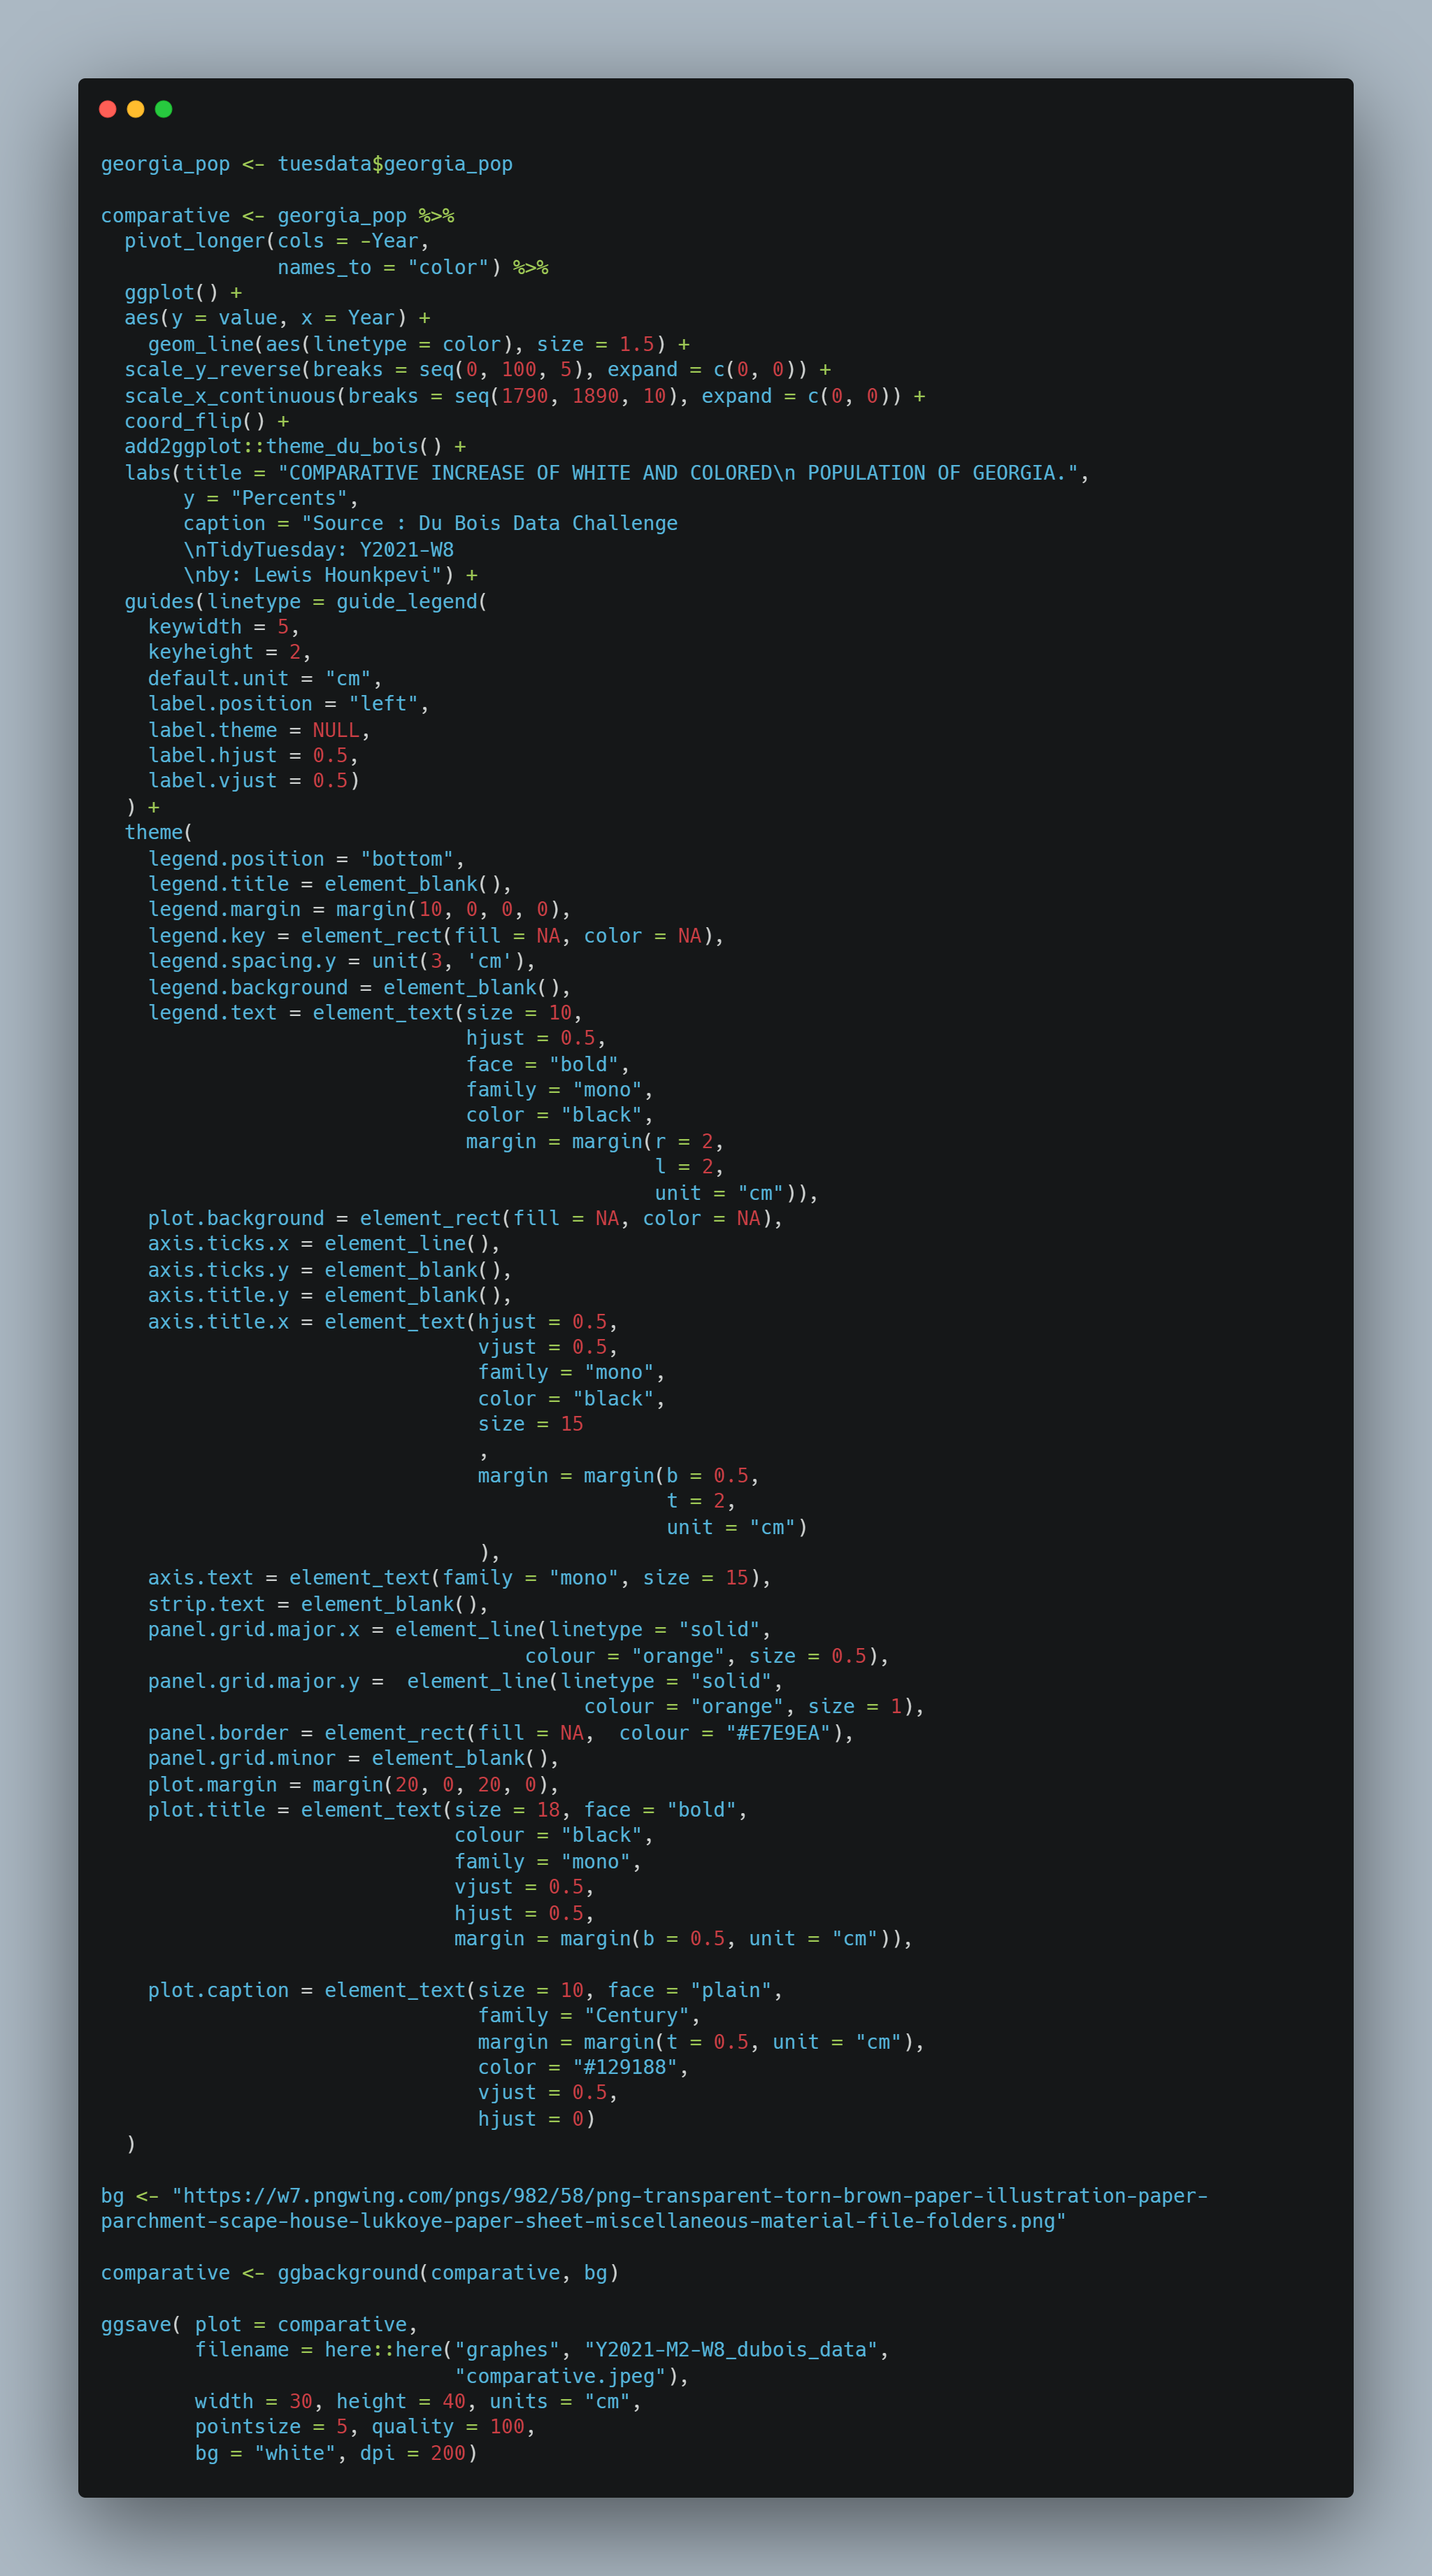 georgia_pop <- tuesdata$georgia_pop

comparative <- georgia_pop %>%
  pivot_longer(cols = -Year,
               names_to = "color") %>%
  ggplot() +
  aes(y = value, x = Year) +
    geom_line(aes(linetype = color), size = 1.5) +
  scale_y_reverse(breaks = seq(0, 100, 5), expand = c(0, 0)) +
  scale_x_continuous(breaks = seq(1790, 1890, 10), expand = c(0, 0)) +
  coord_flip() +
  add2ggplot::theme_du_bois() +
  labs(title = "COMPARATIVE INCREASE OF WHITE AND COLORED\n POPULATION OF GEORGIA.",
       y = "Percents",
       caption = "Source : Du Bois Data Challenge
       \nTidyTuesday: Y2021-W8
       \nby: Lewis Hounkpevi") +
  guides(linetype = guide_legend(
    keywidth = 5,
    keyheight = 2,
    default.unit = "cm",
    label.position = "left",
    label.theme = NULL,
    label.hjust = 0.5,
    label.vjust = 0.5)
  ) +
  theme(
    legend.position = "bottom",
    legend.title = element_blank(),
    legend.margin = margin(10, 0, 0, 0),
    legend.key = element_rect(fill = NA, color = NA),
    legend.spacing.y = unit(3, 'cm'),
    legend.background = element_blank(),
    legend.text = element_text(size = 10,
                               hjust = 0.5,
                               face = "bold",
                               family = "mono",
                               color = "black",
                               margin = margin(r = 2,
                                               l = 2,
                                               unit = "cm")),
    plot.background = element_rect(fill = NA, color = NA),
    axis.ticks.x = element_line(),
    axis.ticks.y = element_blank(),
    axis.title.y = element_blank(),
    axis.title.x = element_text(hjust = 0.5,
                                vjust = 0.5,
                                family = "mono",
                                color = "black",
                                size = 15
                                ,
                                margin = margin(b = 0.5,
                                                t = 2,
                                                unit = "cm")
                                ),
    axis.text = element_text(family = "mono", size = 15),
    strip.text = element_blank(),
    panel.grid.major.x = element_line(linetype = "solid",
                                    colour = "orange", size = 0.5),
    panel.grid.major.y =  element_line(linetype = "solid",
                                         colour = "orange", size = 1),
    panel.border = element_rect(fill = NA,  colour = "#E7E9EA"),
    panel.grid.minor = element_blank(),
    plot.margin = margin(20, 0, 20, 0),
    plot.title = element_text(size = 18, face = "bold",
                              colour = "black",
                              family = "mono",
                              vjust = 0.5,
                              hjust = 0.5,
                              margin = margin(b = 0.5, unit = "cm")),

    plot.caption = element_text(size = 10, face = "plain",
                                family = "Century",
                                margin = margin(t = 0.5, unit = "cm"),
                                color = "#129188",
                                vjust = 0.5,
                                hjust = 0)
  )

bg <- "https://w7.pngwing.com/pngs/982/58/png-transparent-torn-brown-paper-illustration-paper-
parchment-scape-house-lukkoye-paper-sheet-miscellaneous-material-file-folders.png"

comparative <- ggbackground(comparative, bg)

ggsave( plot = comparative,
        filename = here::here("graphes", "Y2021-M2-W8_dubois_data",
                              "comparative.jpeg"),
        width = 30, height = 40, units = "cm",
        pointsize = 5, quality = 100,
        bg = "white", dpi = 200)